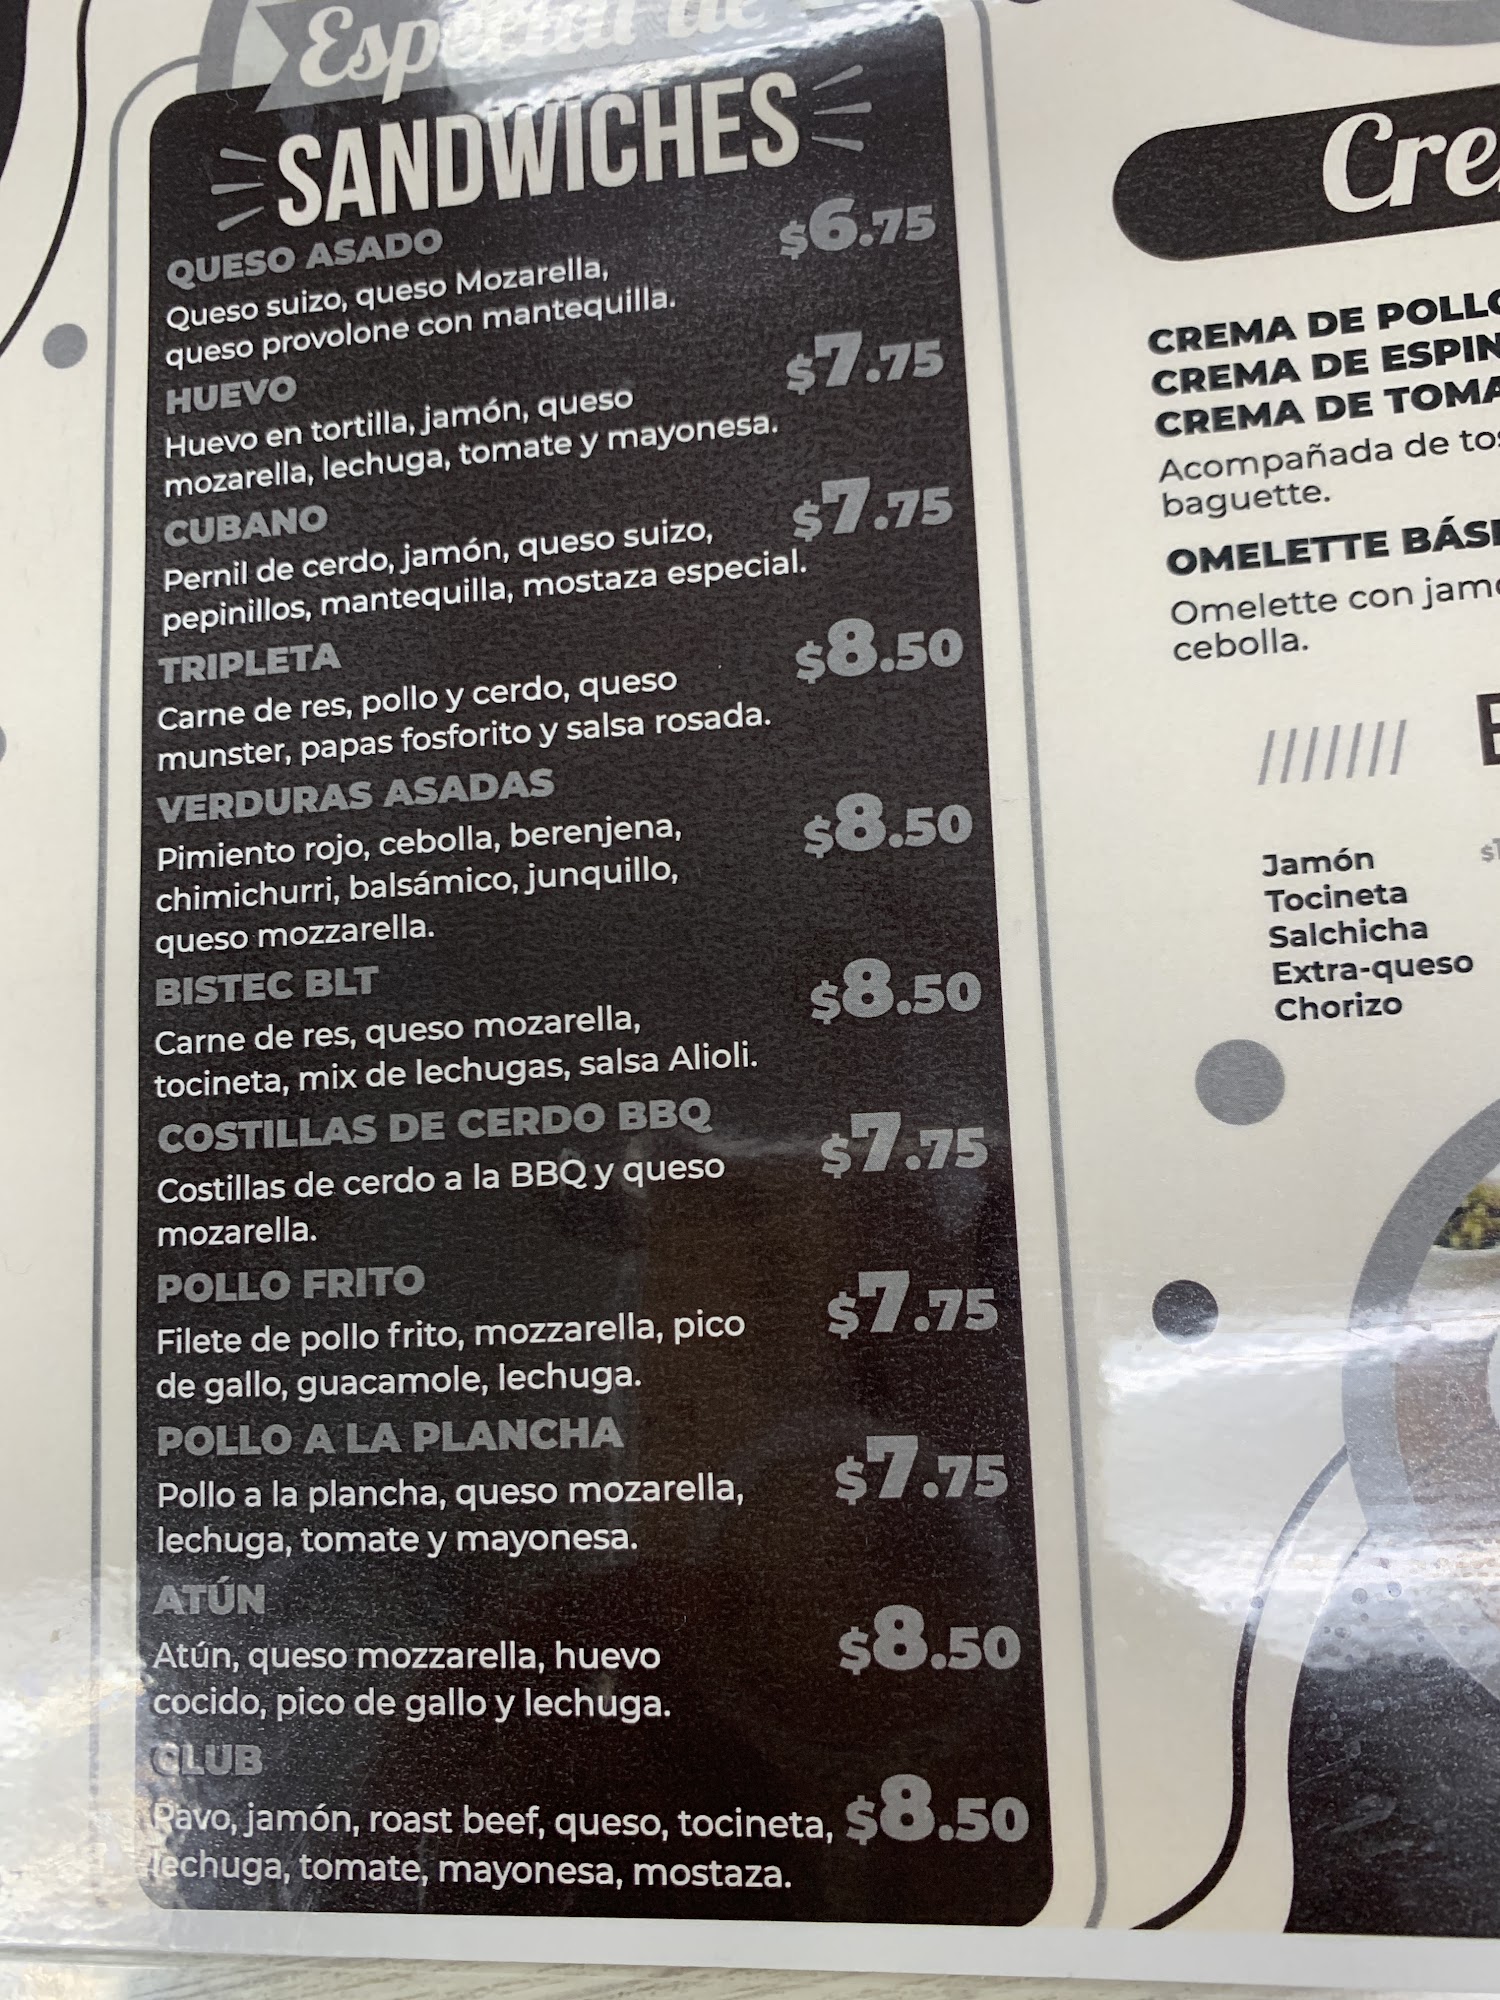 Especial de
SANDWICHES
QUESO ASADO
$6.75
Queso suizo, queso Mozarella,
queso provolone con mantequilla.
HUEVO
$7.75
Huevo en tortilla, jamón, queso
mozarella, lechuga, tomate y mayonesa.
CUBANO
$7.75
Pernil de cerdo, jamón, queso suizo,
pepinillos, mantequilla, mostaza especial.
TRIPLETA
$8.50
Carne de res, pollo y cerdo, queso
munster, papas fosforito y salsa rosada.
VERDURAS ASADAS
$8.50
Pimiento rojo, cebolla, berenjena,
chimichurri, balsámico, junquillo,
queso mozzarella.
BISTEC BLT
$8.50
Carne de res, queso mozarella,
tocineta, mix de lechugas, salsa Alioli.
COSTILLAS DE CERDO BBQ
$7.75
Costillas de cerdo a la BBQ y queso
mozarella.
POLLO FRITO
$7.75
Filete de pollo frito, mozzarella, pico
de gallo, guacamole, lechuga.
POLLO A LA PLANCHA
$7.75
Pollo a la plancha, queso mozarella,
lechuga, tomate y mayonesa.
ATÚN
$8.50
Atún, queso mozzarella, huevo
cocido, pico de gallo y lechuga.
CLUB
$8.50
Pavo, jamón, roast beef, queso, tocineta,
lechuga, tomate, mayonesa, mostaza.
CREMA DE POLLO
CREMA DE
CREMA DE
Acompañada de
baguette.
OMELETTE
Omelette con
cebolla.
Jamón
Tocineta
Salchicha
Extra-queso
Chorizo